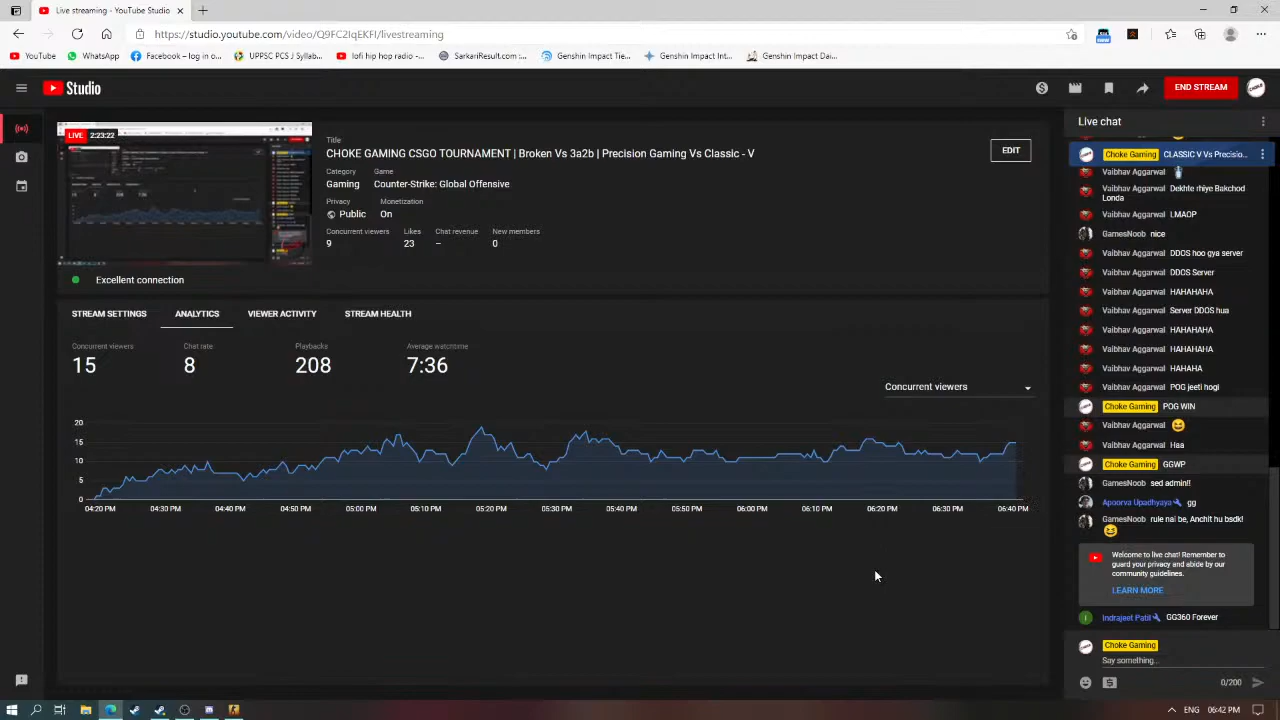 Live streaming - YouTube Studio
https://studio.youtube.com/video/Q9FC2IqEKFI/livestreaming
new
YouTube
WhatsApp
Facebook – log in o...
UPPSC PCS J Syllab...
lofi hip hop radio -...
SarkariResult.com :...
Genshin Impact Tie...
Genshin Impact Int...
Genshin Impact Dai...
Studio
END STREAM
LIVE 2:23:22
Title
CHOKE GAMING CSGO TOURNAMENT | Broken Vs 3a2b | Precision Gaming Vs Classic - V
EDIT
Category Game
Gaming Counter-Strike: Global Offensive
Privacy Monetization
Public On
Concurrent viewers Likes Chat revenue New members
9 23 – 0
Excellent connection
STREAM SETTINGS ANALYTICS VIEWER ACTIVITY STREAM HEALTH
Concurrent viewers Chat rate Playbacks Average watchtime
15 8 208 7:36
Concurrent viewers
20
15
10
5
0
04:20 PM 04:30 PM 04:40 PM 04:50 PM 05:00 PM 05:10 PM 05:20 PM 05:30 PM 05:40 PM 05:50 PM 06:00 PM 06:10 PM 06:20 PM 06:30 PM 06:40 PM
Live chat
Choke Gaming CLASSIC V Vs Precisio...
Vaibhav Aggarwal
Vaibhav Aggarwal Dekhte rhiye Bakchod
Londa
Vaibhav Aggarwal LMAOP
GamesNoob nice
Vaibhav Aggarwal DDOS hoo gya server
Vaibhav Aggarwal DDOS Server
Vaibhav Aggarwal HAHAHAHA
Vaibhav Aggarwal Server DDOS hua
Vaibhav Aggarwal HAHAHAHA
Vaibhav Aggarwal HAHAHAHA
Vaibhav Aggarwal HAHAHA
Vaibhav Aggarwal POG jeeti hogi
Choke Gaming POG WIN
Vaibhav Aggarwal 😆
Vaibhav Aggarwal Haa
Choke Gaming GGWP
GamesNoob sed admin!!
Apoorva Upadhyaya gg
GamesNoob rule nai be, Anchit hu bsdk!
😆
Welcome to live chat! Remember to
guard your privacy and abide by our
community guidelines.
LEARN MORE
Indrajeet Patil GG360 Forever
Choke Gaming
Say something...
0/200
ENG 06:42 PM